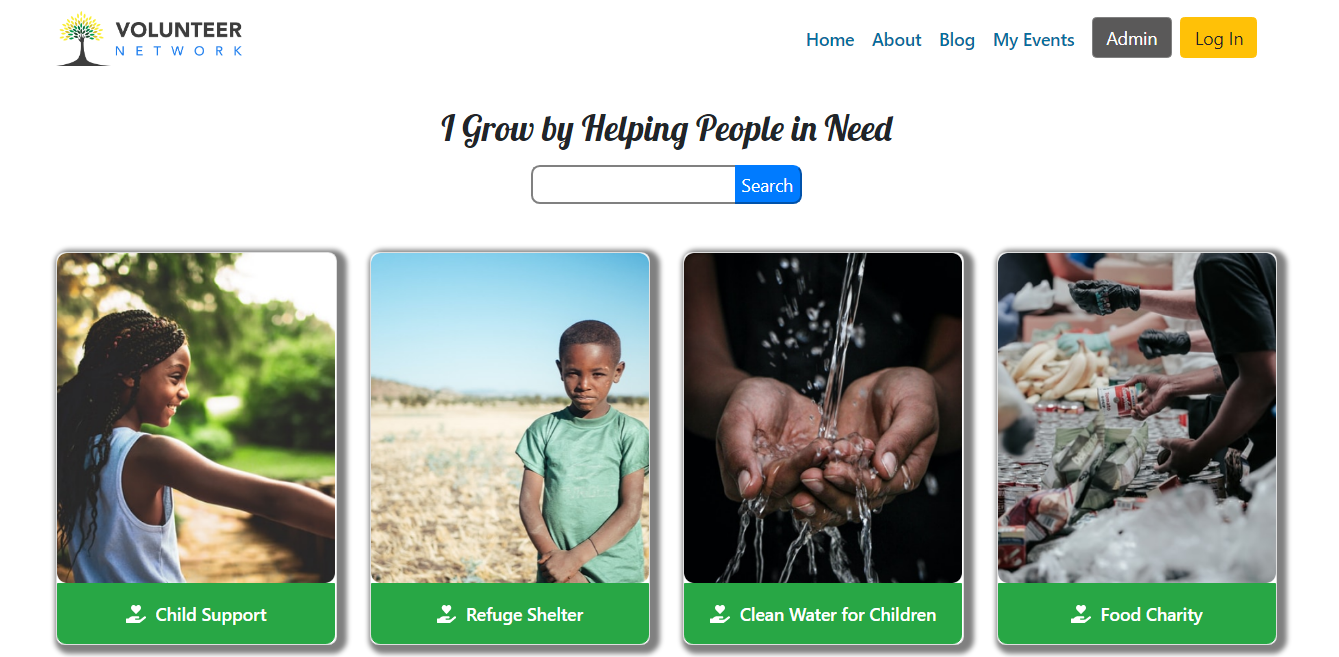 VOLUNTEER
NETWORK
Home About Blog My Events Admin Log In
I Grow by Helping People in Need
Search
Child Support
Refuge Shelter
Clean Water for Children
Food Charity